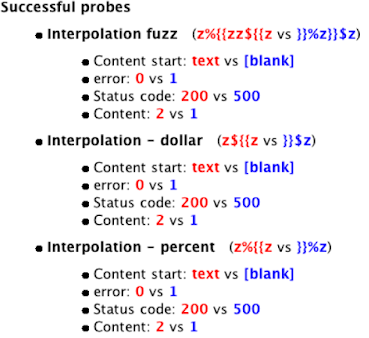 Successful probes
Interpolation fuzz (z%{{zz${{z vs }}%z}}$z)
Content start: text vs [blank]
error: 0 vs 1
Status code: 200 vs 500
Content: 2 vs 1
Interpolation - dollar (z${{z vs }}$z)
Content start: text vs [blank]
error: 0 vs 1
Status code: 200 vs 500
Content: 2 vs 1
Interpolation - percent (z%{{z vs }}%z)
Content start: text vs [blank]
error: 0 vs 1
Status code: 200 vs 500
Content: 2 vs 1